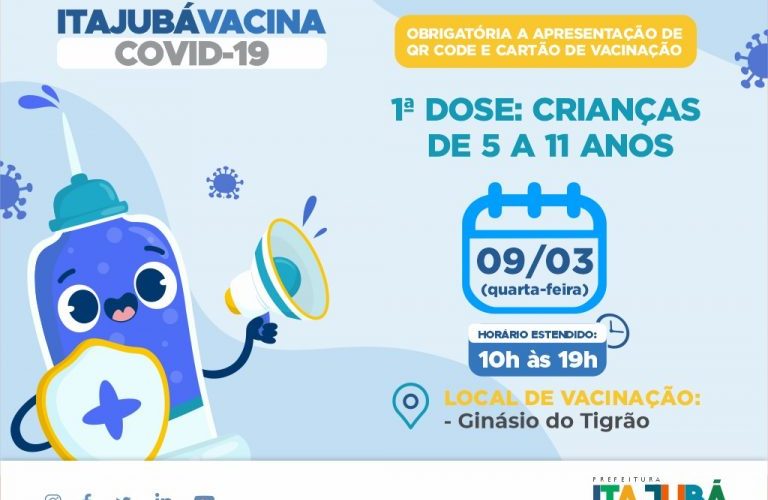 ITAJUBÁVACINA
COVID-19
OBRIGATÓRIA A APRESENTAÇÃO DE
QR CODE E CARTÃO DE VACINAÇÃO
1ª DOSE: CRIANÇAS
DE 5 A 11 ANOS
09/03
(quarta-feira)
HORÁRIO ESTENDIDO:
10h às 19h
LOCAL DE VACINAÇÃO:
- Ginásio do Tigrão
PREFEITURA
ITAJUBÁ